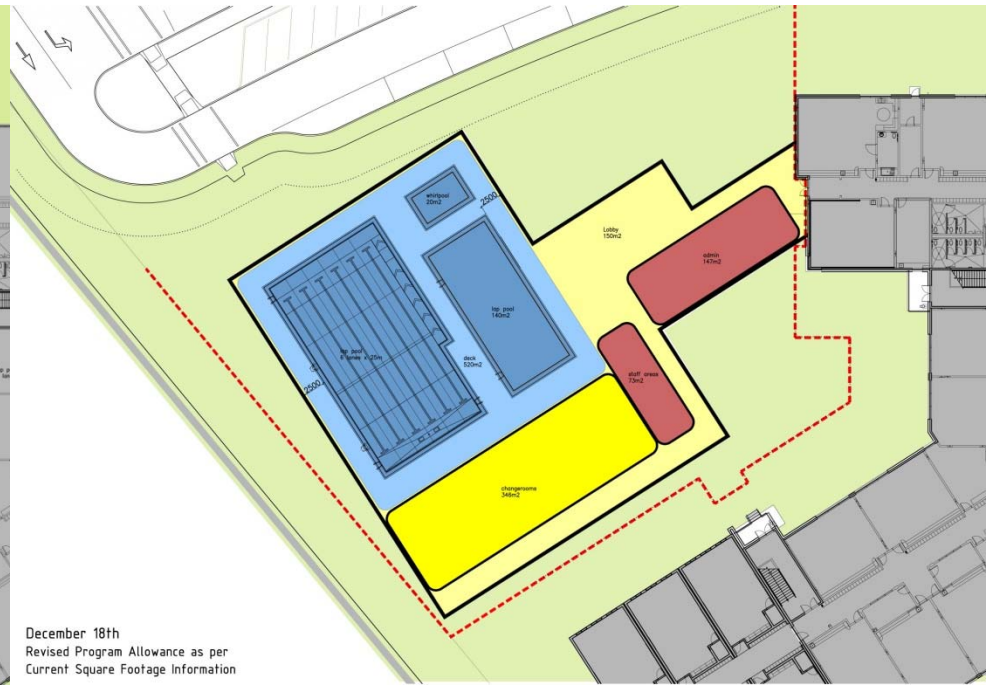 whirlpool
20m2
2500
Lobby
150m2
admin
147m2
lap pool
140m2
lap pool
6 lanes x 25m
deck
520m2
staff areas
73m2
2500
changerooms
346m2
December 18th
Revised Program Allowance as per
Current Square Footage Information